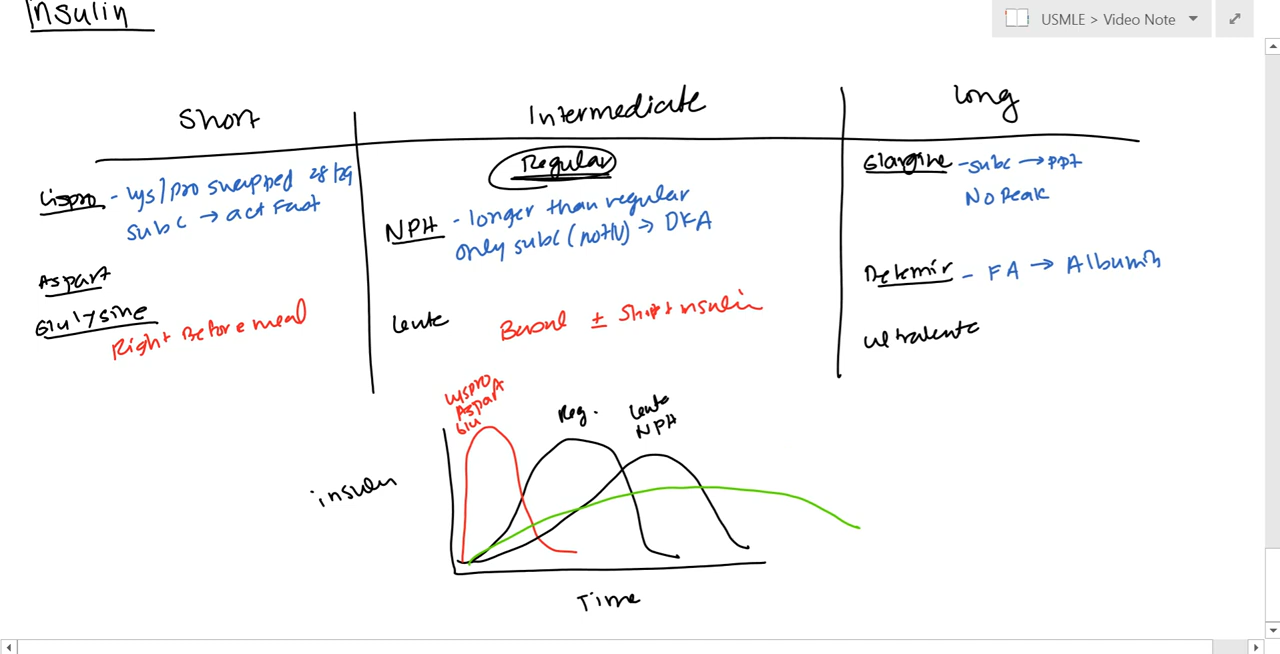 Insulin
USMLE > Video Note
Short
Intermediate
Long
Lispro - Lys/Pro swapped 28/29
subc → act Fast
Aspart
Glulysine
Right Before meal
Regular
NPH - longer than regular
only subc (not IV) → DKA
Lente
Basal ± Short insulin
Glargine - subc → ppt
No Peak
Detemir - FA → Albumin
ultralente
LysPro
Aspart
Glu
Reg.
Lente
NPH
insulin
Time